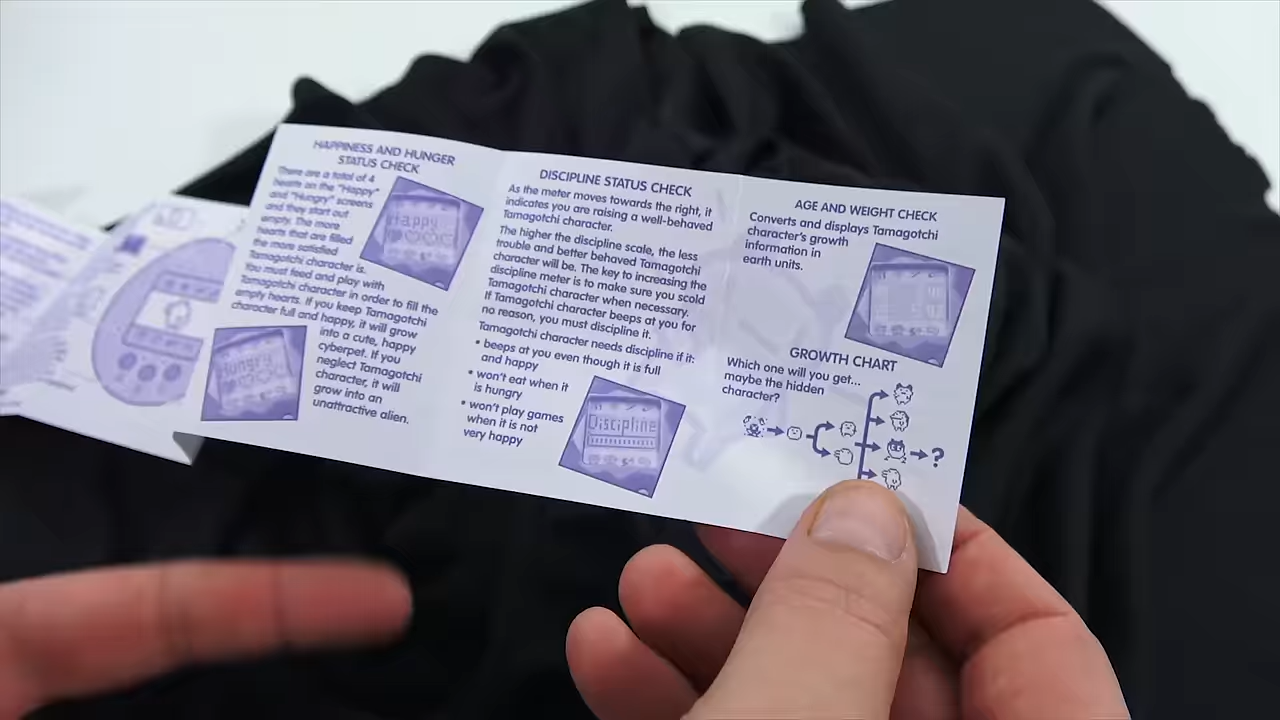 HAPPINESS AND HUNGER
STATUS CHECK
There are a total of 4
hearts on the "Happy"
and "Hungry" screens
and they start out
empty. The more
hearts that are filled
the more satisfied
Tamagotchi character is.
You must feed and play with
Tamagotchi character in order to fill the
empty hearts. If you keep Tamagotchi
character full and happy, it will grow
into a cute, happy
cyberpet. If you
neglect Tamagotchi
character, it will
grow into an
unattractive alien.
Happy
Hungry
DISCIPLINE STATUS CHECK
As the meter moves towards the right, it
indicates you are raising a well-behaved
Tamagotchi character.
The higher the discipline scale, the less
trouble and better behaved Tamagotchi
character will be. The key to increasing the
discipline meter is to make sure you scold
Tamagotchi character when necessary.
If Tamagotchi character beeps at you for
no reason, you must discipline it.
Tamagotchi character needs discipline if it:
• beeps at you even though it is full
and happy
• won't eat when it
is hungry
• won't play games
when it is not
very happy
Discipline
AGE AND WEIGHT CHECK
Converts and displays Tamagotchi
character's growth
information in
earth units.
GROWTH CHART
Which one will you get...
maybe the hidden
character?
?